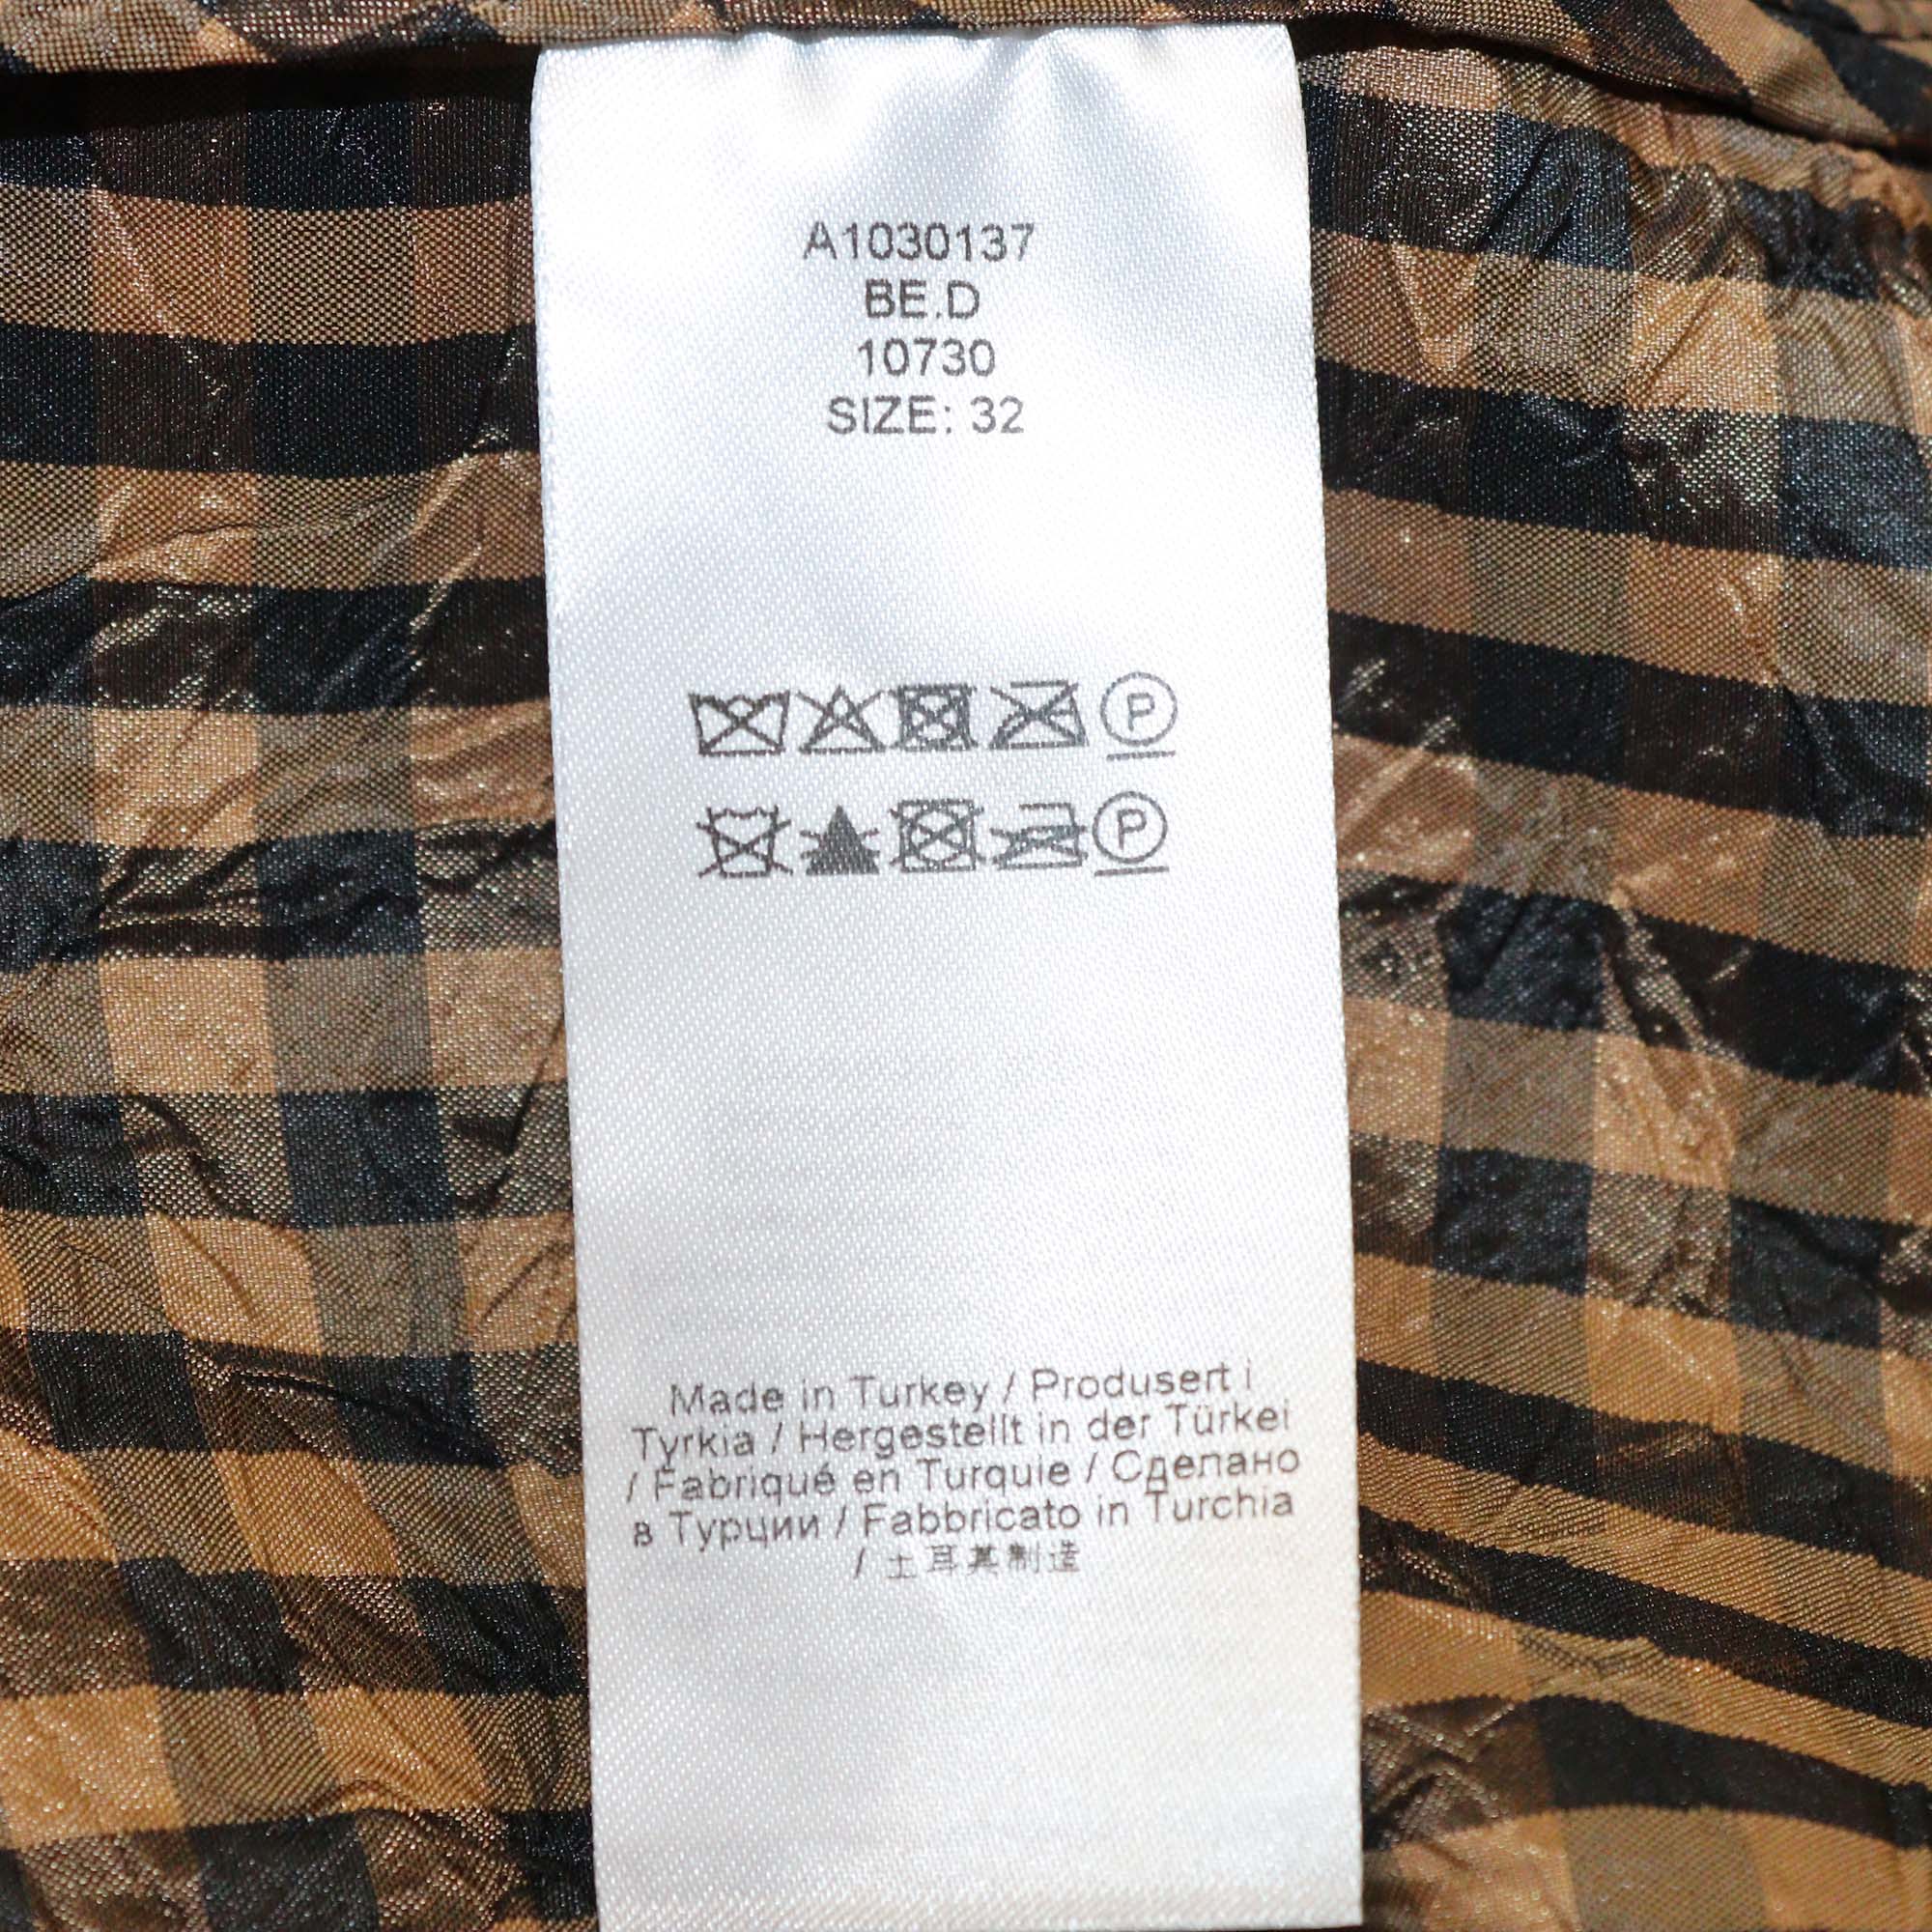 A1030137
BE.D
10730
SIZE: 32
P
P
Made in Turkey / Produsert i
Tyrkia / Hergestellt in der Türkei
/ Fabriqué en Turquie / Сделано
в Турции / Fabbricato in Turchia
/ 土耳其制造